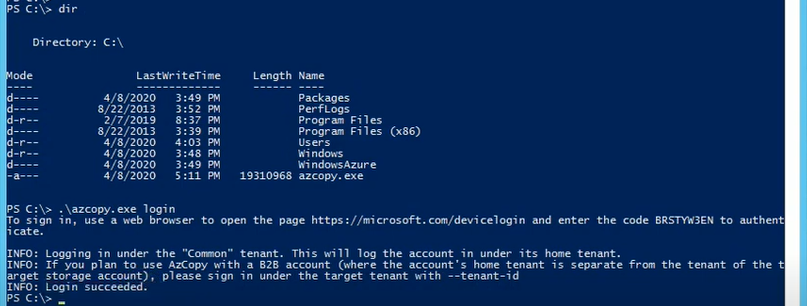 PS C:\> dir
Directory: C:\
Mode LastWriteTime Length Name
---- ------------- ------ ----
d---- 4/8/2020 3:49 PM Packages
d---- 8/22/2013 3:52 PM PerfLogs
d-r-- 2/7/2019 8:37 PM Program Files
d---- 8/22/2013 3:39 PM Program Files (x86)
d-r-- 4/8/2020 4:03 PM Users
d---- 4/8/2020 3:48 PM Windows
d---- 4/8/2020 3:49 PM WindowsAzure
-a--- 4/8/2020 5:11 PM 19310968 azcopy.exe
PS C:\> .\azcopy.exe login
To sign in, use a web browser to open the page https://microsoft.com/devicelogin and enter the code BRSTYW3EN to authent
icate.
INFO: Logging in under the "Common" tenant. This will log the account in under its home tenant.
INFO: If you plan to use AzCopy with a B2B account (where the account's home tenant is separate from the tenant of the t
arget storage account), please sign in under the target tenant with --tenant-id
INFO: Login succeeded.
PS C:\> _